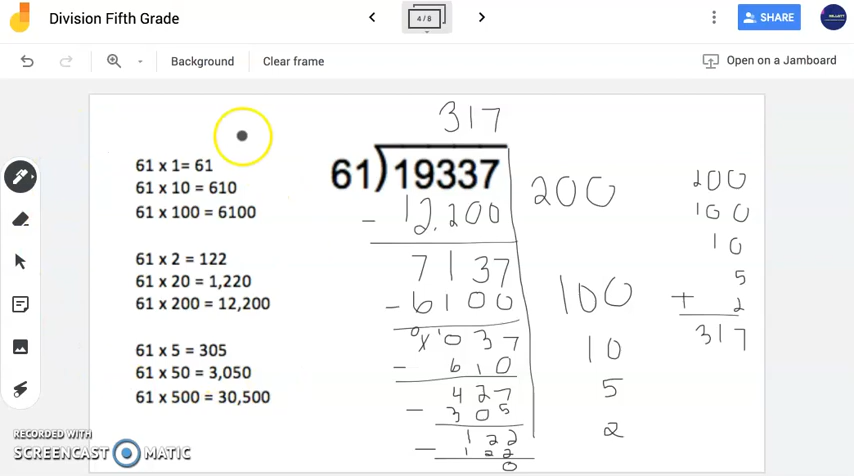 Division Fifth Grade
4/8
SHARE
Background
Clear frame
Open on a Jamboard
61 x 1= 61
61 x 10 = 610
61 x 100 = 6100
61 x 2 = 122
61 x 20 = 1,220
61 x 200 = 12,200
61 x 5 = 305
61 x 50 = 3,050
61 x 500 = 30,500
317
61)19337
- 12,200 200
7137
- 6100 100
1037
- 610 10
427
- 305 5
122
- 122 2
0
200
100
10
5
+ 2
317
RECORDED WITH
SCREENCAST MATIC